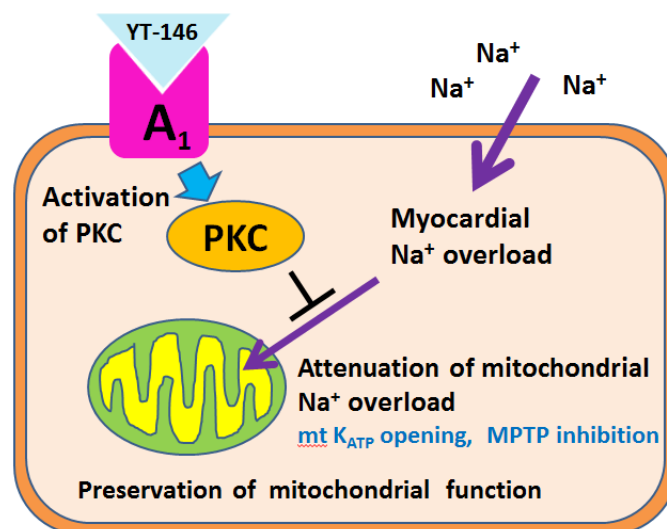 YT-146
A₁
Na⁺
Na⁺
Na⁺
Activation
of PKC
PKC
Myocardial
Na⁺ overload
Attenuation of mitochondrial
Na⁺ overload
mt K_ATP opening, MPTP inhibition
Preservation of mitochondrial function